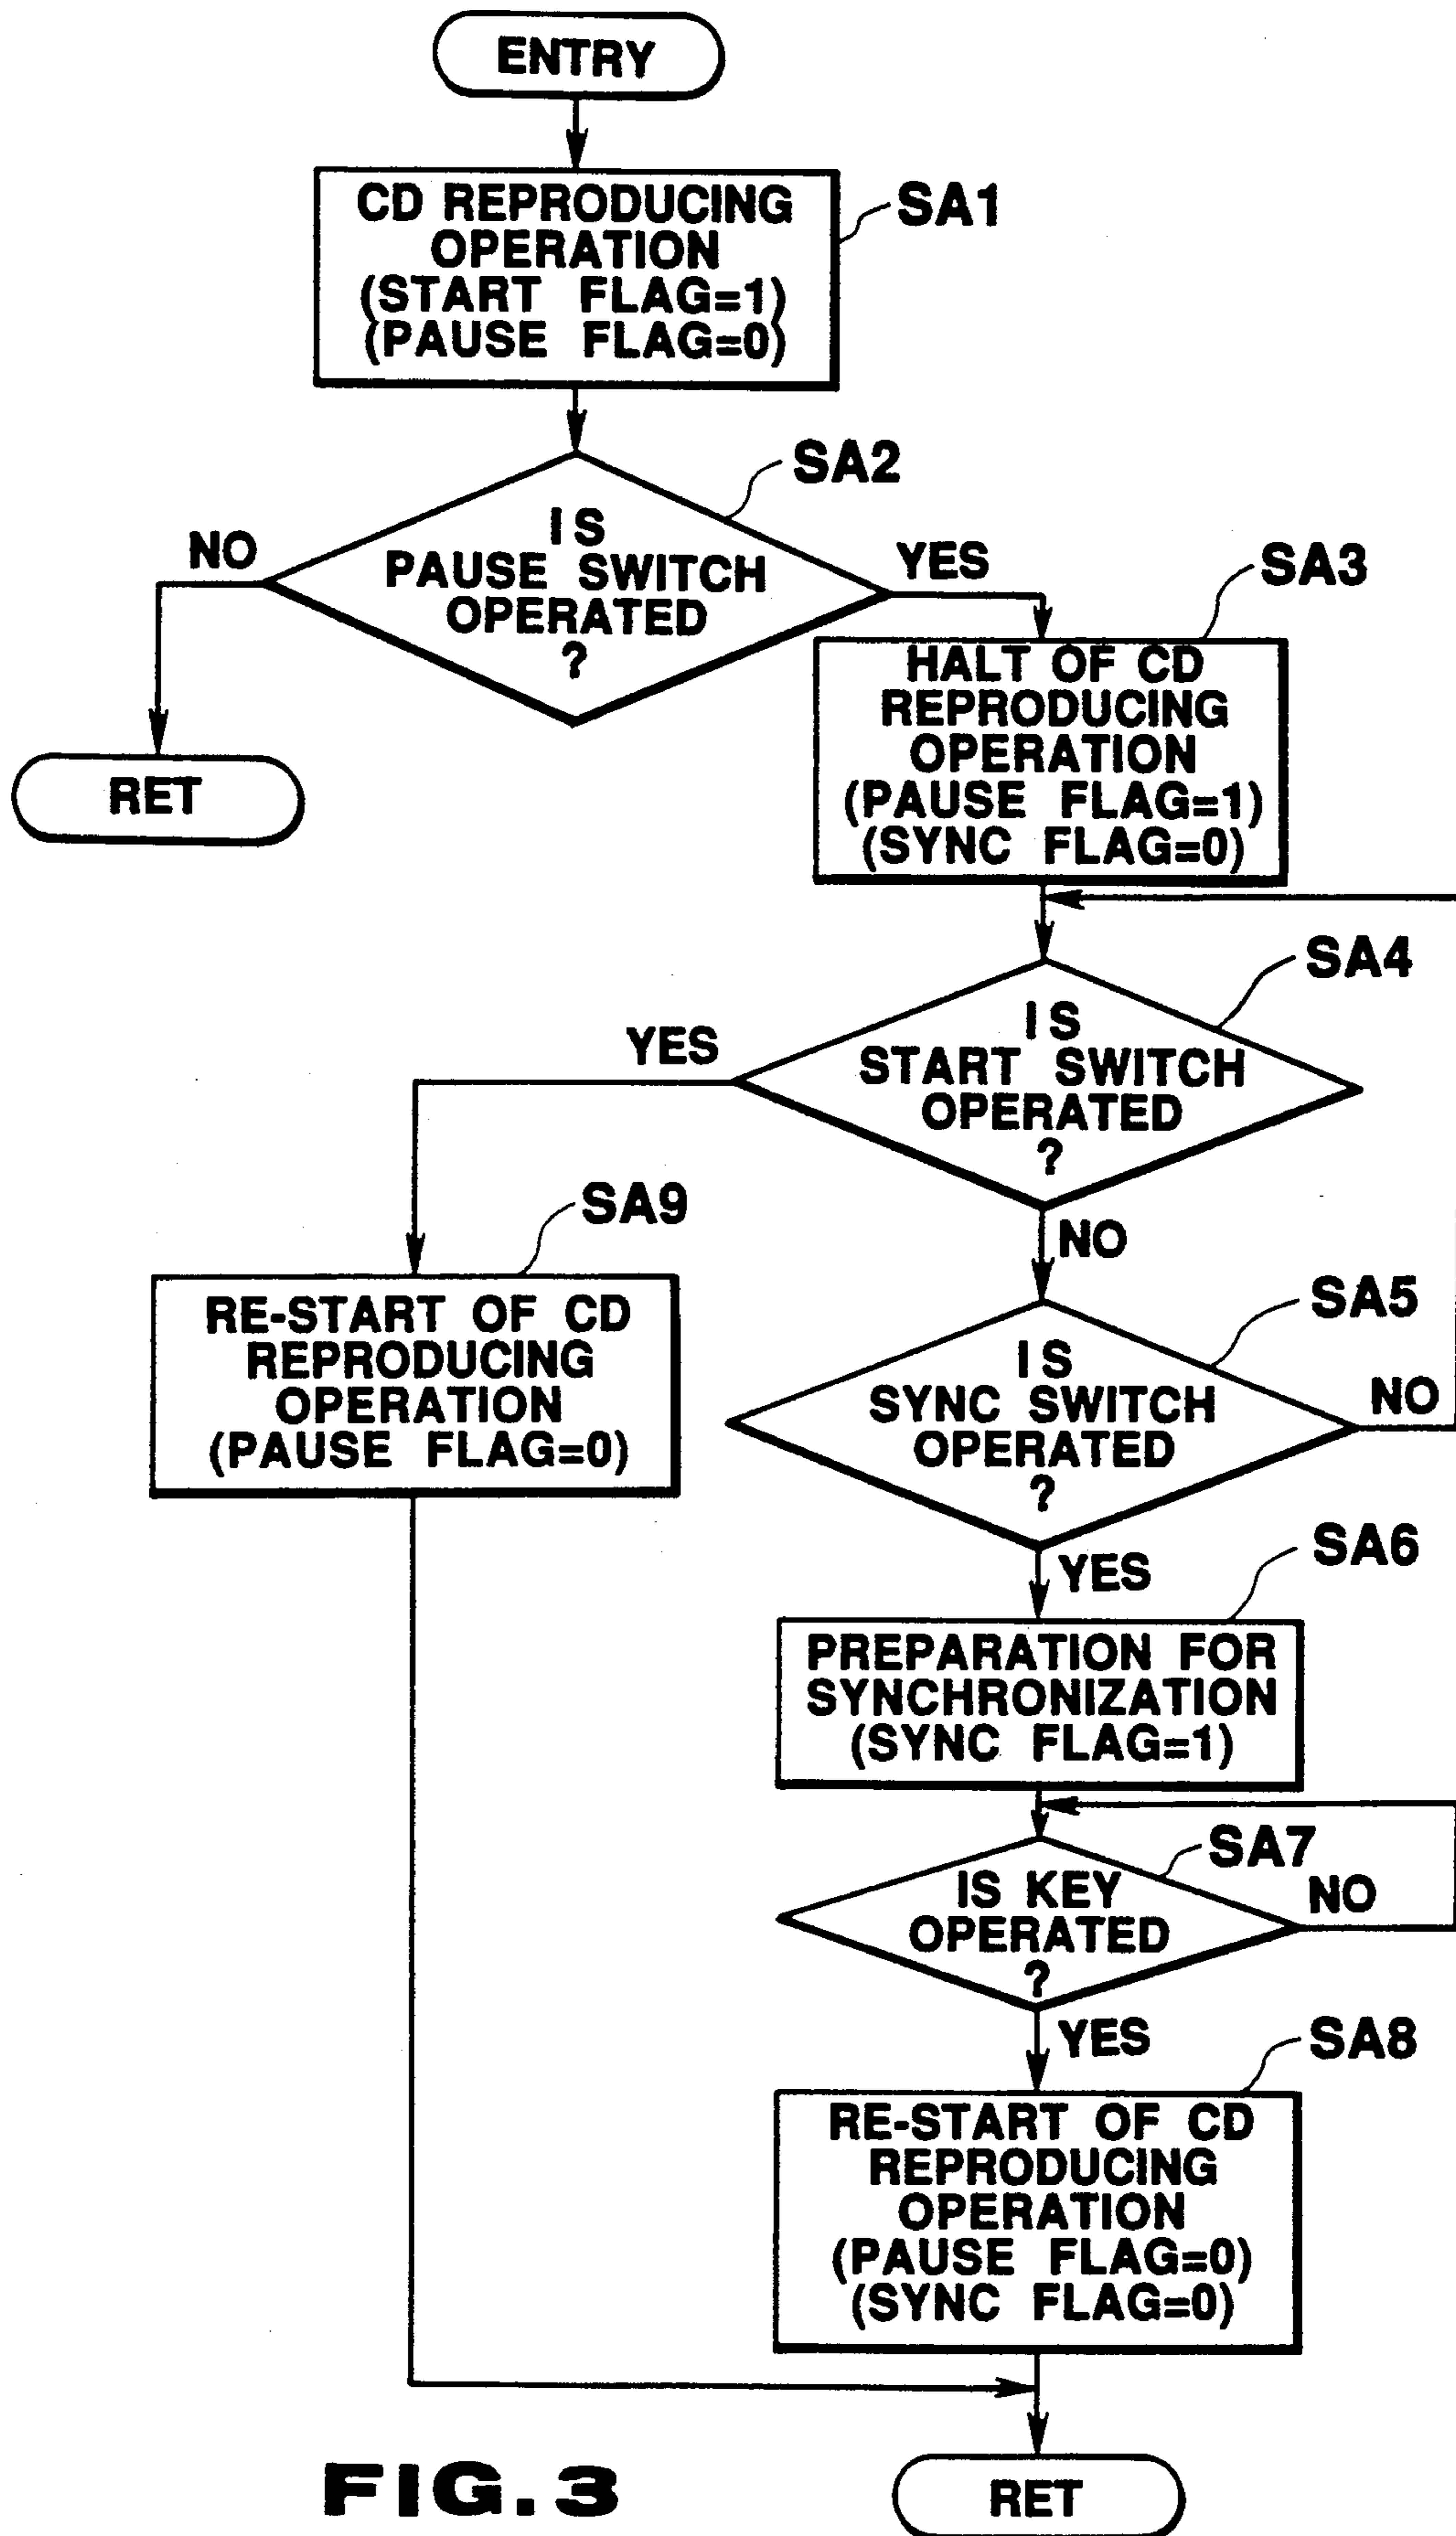 ENTRY
CD REPRODUCING
OPERATION
(START FLAG=1)
(PAUSE FLAG=0)
SA1
SA2
IS
PAUSE SWITCH
OPERATED
?
NO
YES
RET
SA3
HALT OF CD
REPRODUCING
OPERATION
(PAUSE FLAG=1)
(SYNC FLAG=0)
SA4
IS
START SWITCH
OPERATED
?
YES
NO
SA9
RE-START OF CD
REPRODUCING
OPERATION
(PAUSE FLAG=0)
SA5
IS
SYNC SWITCH
OPERATED
?
NO
YES
SA6
PREPARATION FOR
SYNCHRONIZATION
(SYNC FLAG=1)
SA7
IS KEY
OPERATED
?
NO
YES
SA8
RE-START OF CD
REPRODUCING
OPERATION
(PAUSE FLAG=0)
(SYNC FLAG=0)
RET
FIG.3